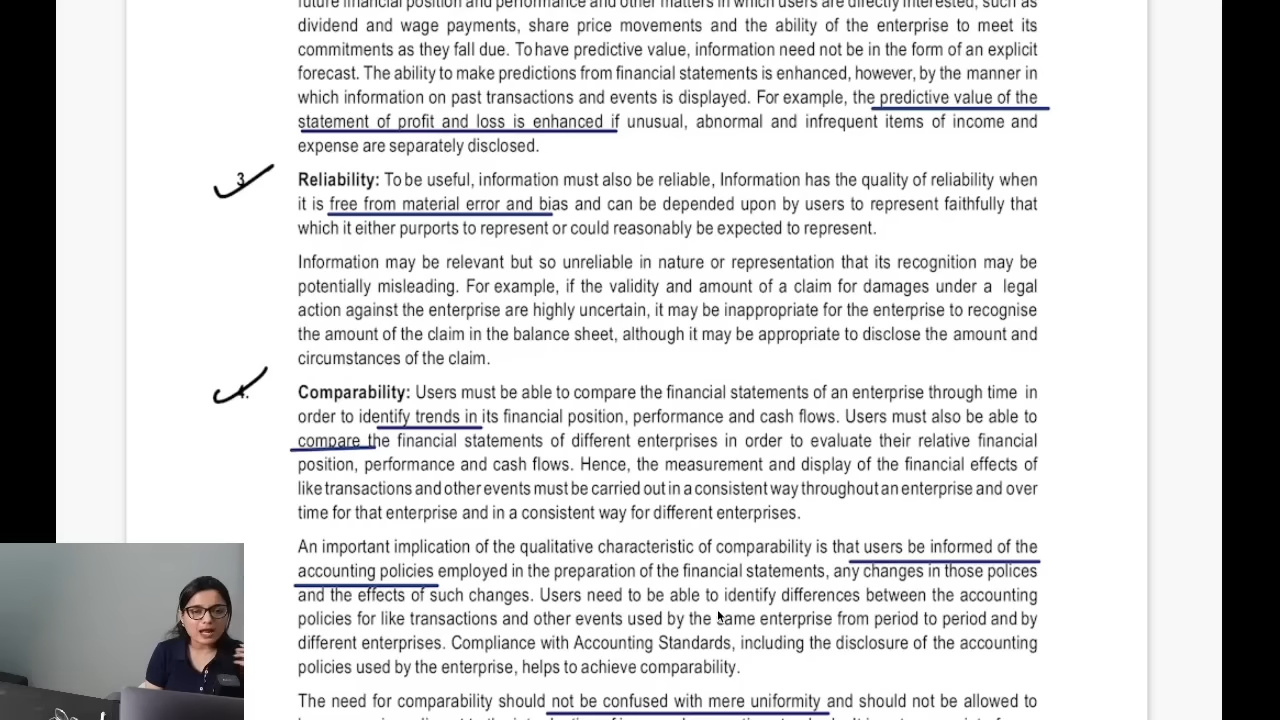 future financial position and performance and other matters in which users are directly interested, such as
dividend and wage payments, share price movements and the ability of the enterprise to meet its
commitments as they fall due. To have predictive value, information need not be in the form of an explicit
forecast. The ability to make predictions from financial statements is enhanced, however, by the manner in
which information on past transactions and events is displayed. For example, the predictive value of the
statement of profit and loss is enhanced if unusual, abnormal and infrequent items of income and
expense are separately disclosed.
3 Reliability: To be useful, information must also be reliable, Information has the quality of reliability when
it is free from material error and bias and can be depended upon by users to represent faithfully that
which it either purports to represent or could reasonably be expected to represent.
Information may be relevant but so unreliable in nature or representation that its recognition may be
potentially misleading. For example, if the validity and amount of a claim for damages under a legal
action against the enterprise are highly uncertain, it may be inappropriate for the enterprise to recognise
the amount of the claim in the balance sheet, although it may be appropriate to disclose the amount and
circumstances of the claim.
4. Comparability: Users must be able to compare the financial statements of an enterprise through time in
order to identify trends in its financial position, performance and cash flows. Users must also be able to
compare the financial statements of different enterprises in order to evaluate their relative financial
position, performance and cash flows. Hence, the measurement and display of the financial effects of
like transactions and other events must be carried out in a consistent way throughout an enterprise and over
time for that enterprise and in a consistent way for different enterprises.
An important implication of the qualitative characteristic of comparability is that users be informed of the
accounting policies employed in the preparation of the financial statements, any changes in those polices
and the effects of such changes. Users need to be able to identify differences between the accounting
policies for like transactions and other events used by the same enterprise from period to period and by
different enterprises. Compliance with Accounting Standards, including the disclosure of the accounting
policies used by the enterprise, helps to achieve comparability.
The need for comparability should not be confused with mere uniformity and should not be allowed to